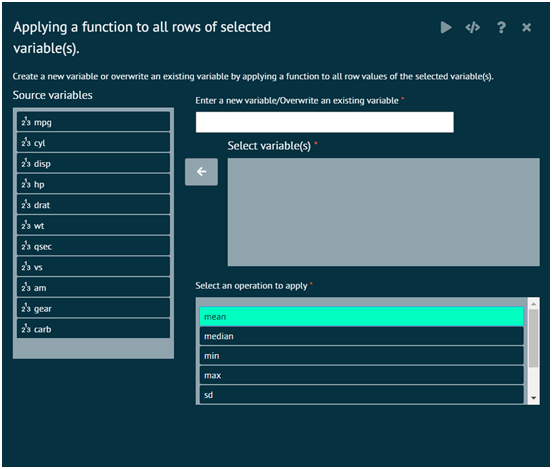 Applying a function to all rows of selected
variable(s).
Create a new variable or overwrite an existing variable by applying a function to all row values of the selected variable(s).
Source variables
mpg
cyl
disp
hp
drat
wt
qsec
vs
am
gear
carb
Enter a new variable/Overwrite an existing variable *
Select variable(s) *
Select an operation to apply *
mean
median
min
max
sd